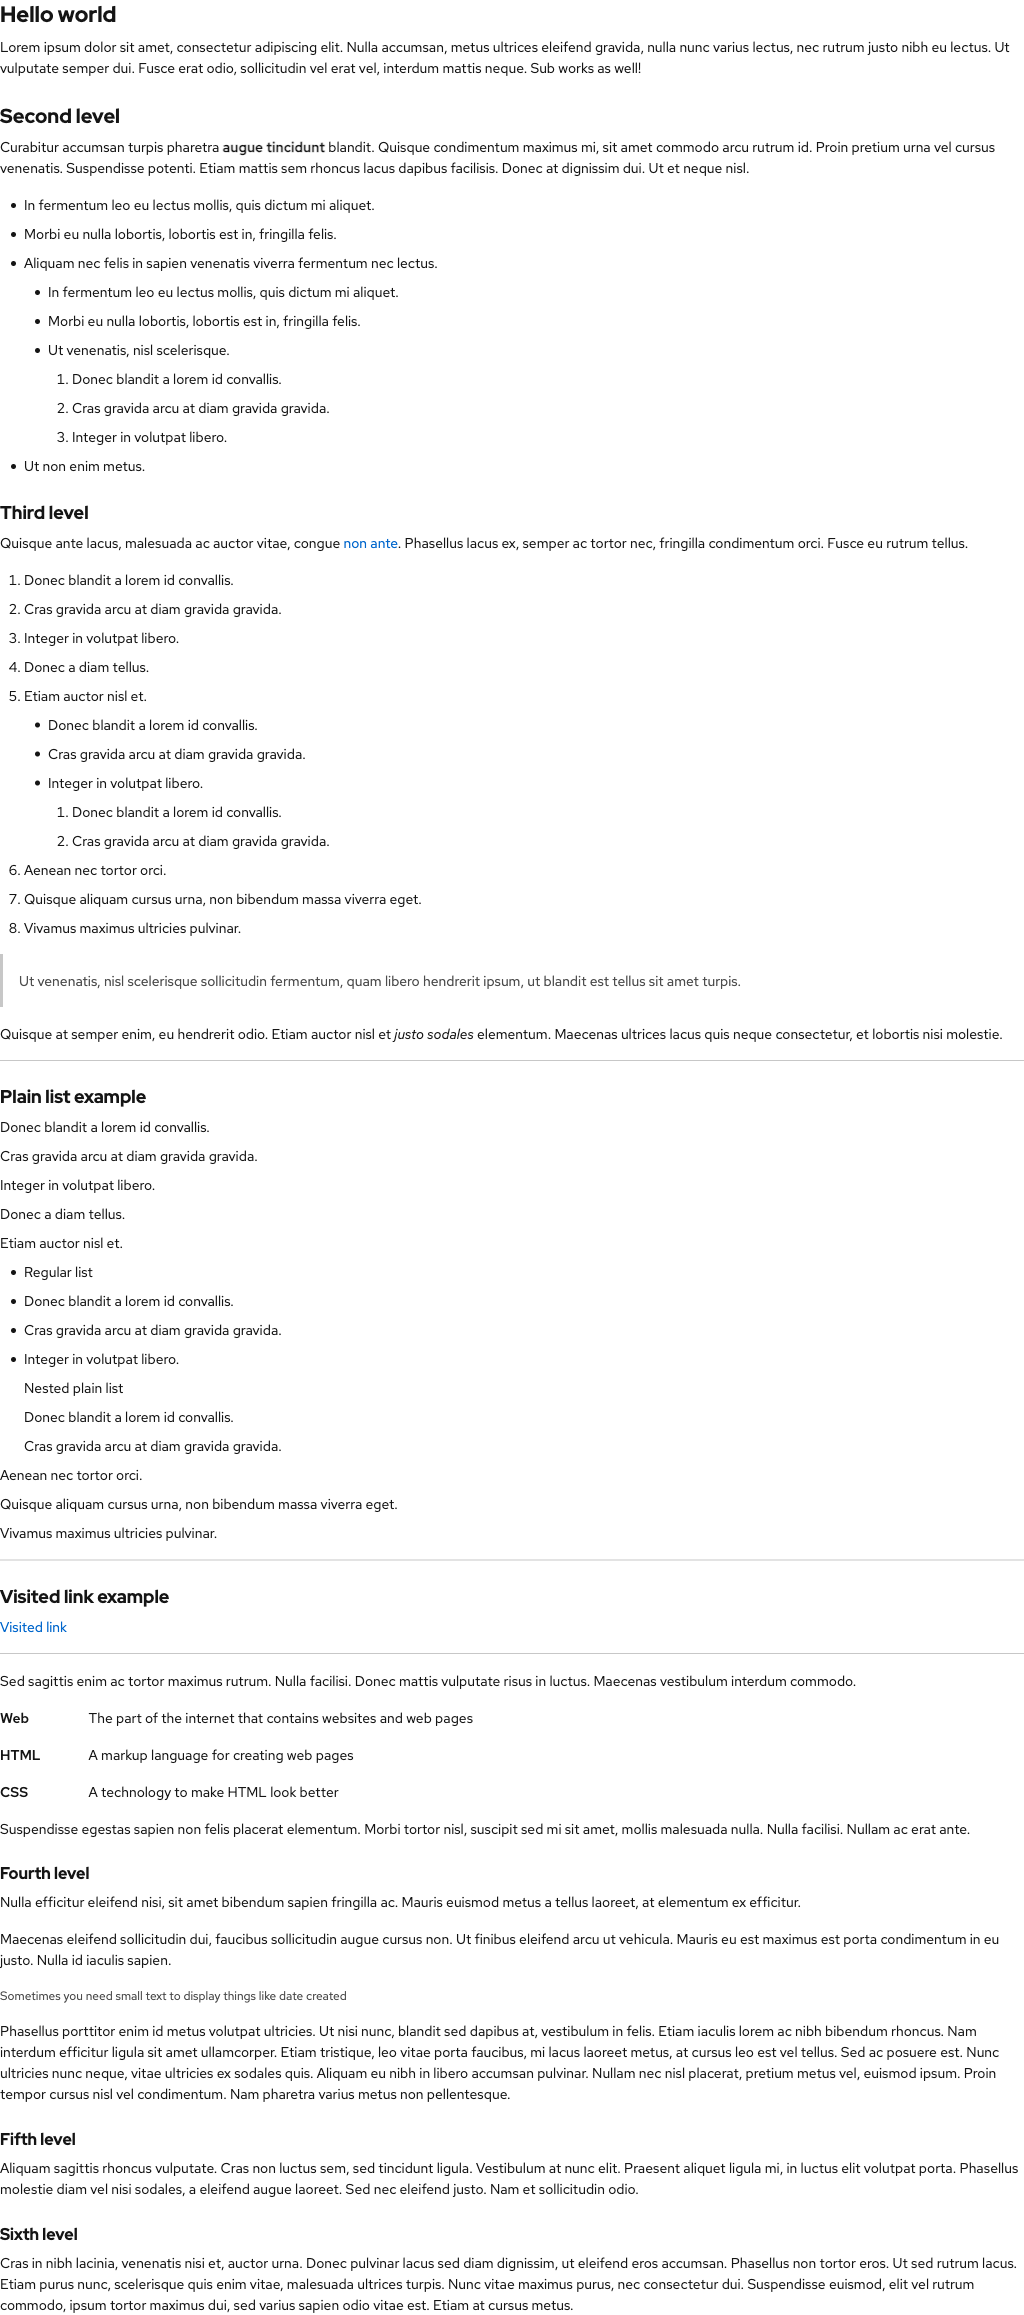 Hello world
Lorem ipsum dolor sit amet, consectetur adipiscing elit. Nulla accumsan, metus ultrices eleifend gravida, nulla nunc varius lectus, nec rutrum justo nibh eu lectus. Ut
vulputate semper dui. Fusce erat odio, sollicitudin vel erat vel, interdum mattis neque. Sub works as well!
Second level
Curabitur accumsan turpis pharetra augue tincidunt blandit. Quisque condimentum maximus mi, sit amet commodo arcu rutrum id. Proin pretium urna vel cursus
venenatis. Suspendisse potenti. Etiam mattis sem rhoncus lacus dapibus facilisis. Donec at dignissim dui. Ut et neque nisl.
• In fermentum leo eu lectus mollis, quis dictum mi aliquet.
• Morbi eu nulla lobortis, lobortis est in, fringilla felis.
• Aliquam nec felis in sapien venenatis viverra fermentum nec lectus.
• In fermentum leo eu lectus mollis, quis dictum mi aliquet.
• Morbi eu nulla lobortis, lobortis est in, fringilla felis.
• Ut venenatis, nisl scelerisque.
1. Donec blandit a lorem id convallis.
2. Cras gravida arcu at diam gravida gravida.
3. Integer in volutpat libero.
• Ut non enim metus.
Third level
Quisque ante lacus, malesuada ac auctor vitae, congue non ante. Phasellus lacus ex, semper ac tortor nec, fringilla condimentum orci. Fusce eu rutrum tellus.
1. Donec blandit a lorem id convallis.
2. Cras gravida arcu at diam gravida gravida.
3. Integer in volutpat libero.
4. Donec a diam tellus.
5. Etiam auctor nisl et.
• Donec blandit a lorem id convallis.
• Cras gravida arcu at diam gravida gravida.
• Integer in volutpat libero.
1. Donec blandit a lorem id convallis.
2. Cras gravida arcu at diam gravida gravida.
6. Aenean nec tortor orci.
7. Quisque aliquam cursus urna, non bibendum massa viverra eget.
8. Vivamus maximus ultricies pulvinar.
Ut venenatis, nisl scelerisque sollicitudin fermentum, quam libero hendrerit ipsum, ut blandit est tellus sit amet turpis.
Quisque at semper enim, eu hendrerit odio. Etiam auctor nisl et justo sodales elementum. Maecenas ultrices lacus quis neque consectetur, et lobortis nisi molestie.
Plain list example
Donec blandit a lorem id convallis.
Cras gravida arcu at diam gravida gravida.
Integer in volutpat libero.
Donec a diam tellus.
Etiam auctor nisl et.
• Regular list
• Donec blandit a lorem id convallis.
• Cras gravida arcu at diam gravida gravida.
• Integer in volutpat libero.
Nested plain list
Donec blandit a lorem id convallis.
Cras gravida arcu at diam gravida gravida.
Aenean nec tortor orci.
Quisque aliquam cursus urna, non bibendum massa viverra eget.
Vivamus maximus ultricies pulvinar.
Visited link example
Visited link
Sed sagittis enim ac tortor maximus rutrum. Nulla facilisi. Donec mattis vulputate risus in luctus. Maecenas vestibulum interdum commodo.
Web The part of the internet that contains websites and web pages
HTML A markup language for creating web pages
CSS A technology to make HTML look better
Suspendisse egestas sapien non felis placerat elementum. Morbi tortor nisl, suscipit sed mi sit amet, mollis malesuada nulla. Nulla facilisi. Nullam ac erat ante.
Fourth level
Nulla efficitur eleifend nisi, sit amet bibendum sapien fringilla ac. Mauris euismod metus a tellus laoreet, at elementum ex efficitur.
Maecenas eleifend sollicitudin dui, faucibus sollicitudin augue cursus non. Ut finibus eleifend arcu ut vehicula. Mauris eu est maximus est porta condimentum in eu
justo. Nulla id iaculis sapien.
Sometimes you need small text to display things like date created
Phasellus porttitor enim id metus volutpat ultricies. Ut nisi nunc, blandit sed dapibus at, vestibulum in felis. Etiam iaculis lorem ac nibh bibendum rhoncus. Nam
interdum efficitur ligula sit amet ullamcorper. Etiam tristique, leo vitae porta faucibus, mi lacus laoreet metus, at cursus leo est vel tellus. Sed ac posuere est. Nunc
ultricies nunc neque, vitae ultricies ex sodales quis. Aliquam eu nibh in libero accumsan pulvinar. Nullam nec nisl placerat, pretium metus vel, euismod ipsum. Proin
tempor cursus nisl vel condimentum. Nam pharetra varius metus non pellentesque.
Fifth level
Aliquam sagittis rhoncus vulputate. Cras non luctus sem, sed tincidunt ligula. Vestibulum at nunc elit. Praesent aliquet ligula mi, in luctus elit volutpat porta. Phasellus
molestie diam vel nisi sodales, a eleifend augue laoreet. Sed nec eleifend justo. Nam et sollicitudin odio.
Sixth level
Cras in nibh lacinia, venenatis nisi et, auctor urna. Donec pulvinar lacus sed diam dignissim, ut eleifend eros accumsan. Phasellus non tortor eros. Ut sed rutrum lacus.
Etiam purus nunc, scelerisque quis enim vitae, malesuada ultrices turpis. Nunc vitae maximus purus, nec consectetur dui. Suspendisse euismod, elit vel rutrum
commodo, ipsum tortor maximus dui, sed varius sapien odio vitae est. Etiam at cursus metus.